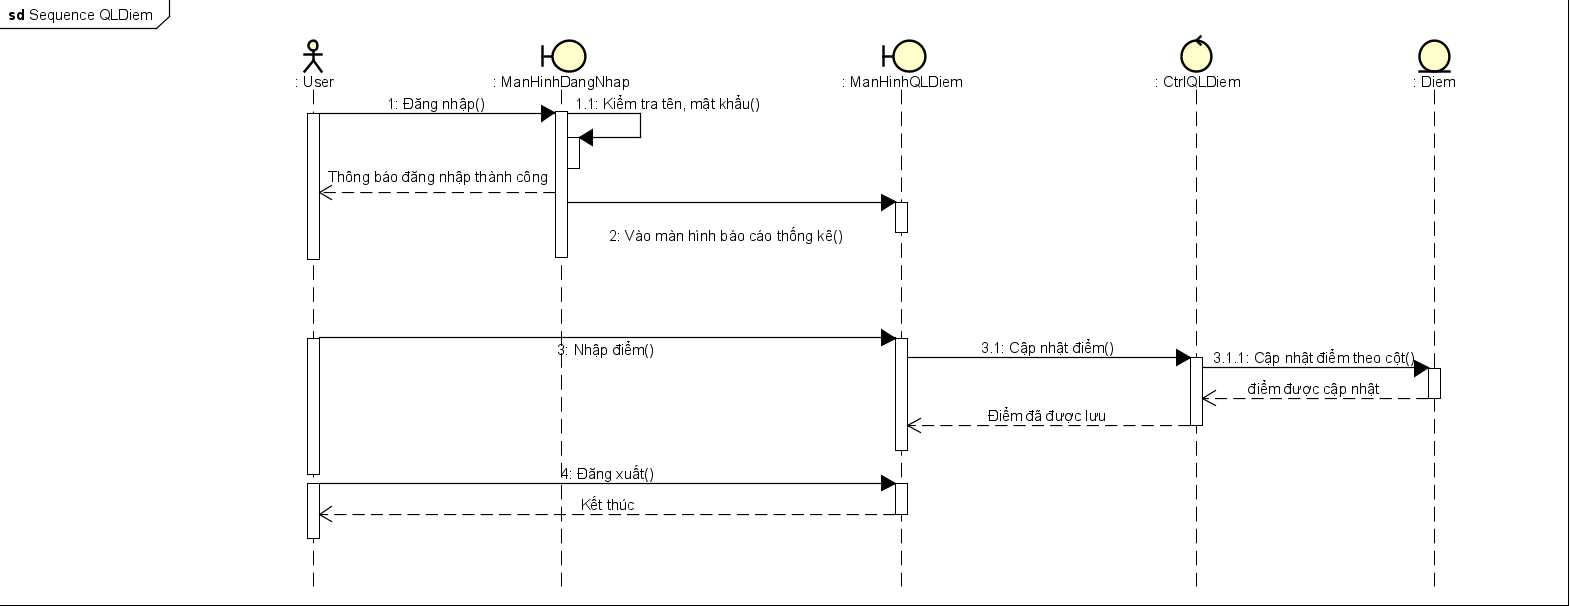 sd Sequence QLDiem
: User
: ManHinhDangNhap
: ManHinhQLDiem
: CtrlQLDiem
: Diem
1: Đăng nhập()
1.1: Kiểm tra tên, mật khẩu()
Thông báo đăng nhập thành công
2: Vào màn hình báo cáo thống kê()
3: Nhập điểm()
3.1: Cập nhật điểm()
3.1.1: Cập nhật điểm theo cột()
điểm được cập nhật
Điểm đã được lưu
4: Đăng xuất()
Kết thúc